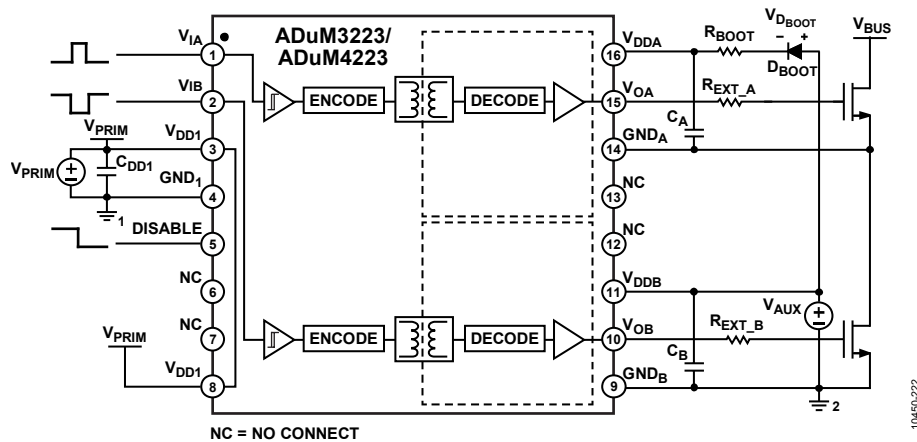 ADuM3223/
ADuM4223
VIA
1
VIB
2
VPRIM
VDD1
3
VPRIM
CDD1
GND1
4
1
DISABLE
5
NC
6
NC
7
VPRIM
VDD1
8
ENCODE
DECODE
ENCODE
DECODE
16
VDDA
RBOOT
VDBOOT
− +
DBOOT
VBUS
15
VOA
REXT_A
CA
14
GNDA
NC
13
NC
12
11
VDDB
VAUX
10
VOB
REXT_B
CB
9
GNDB
2
NC = NO CONNECT
10450-222